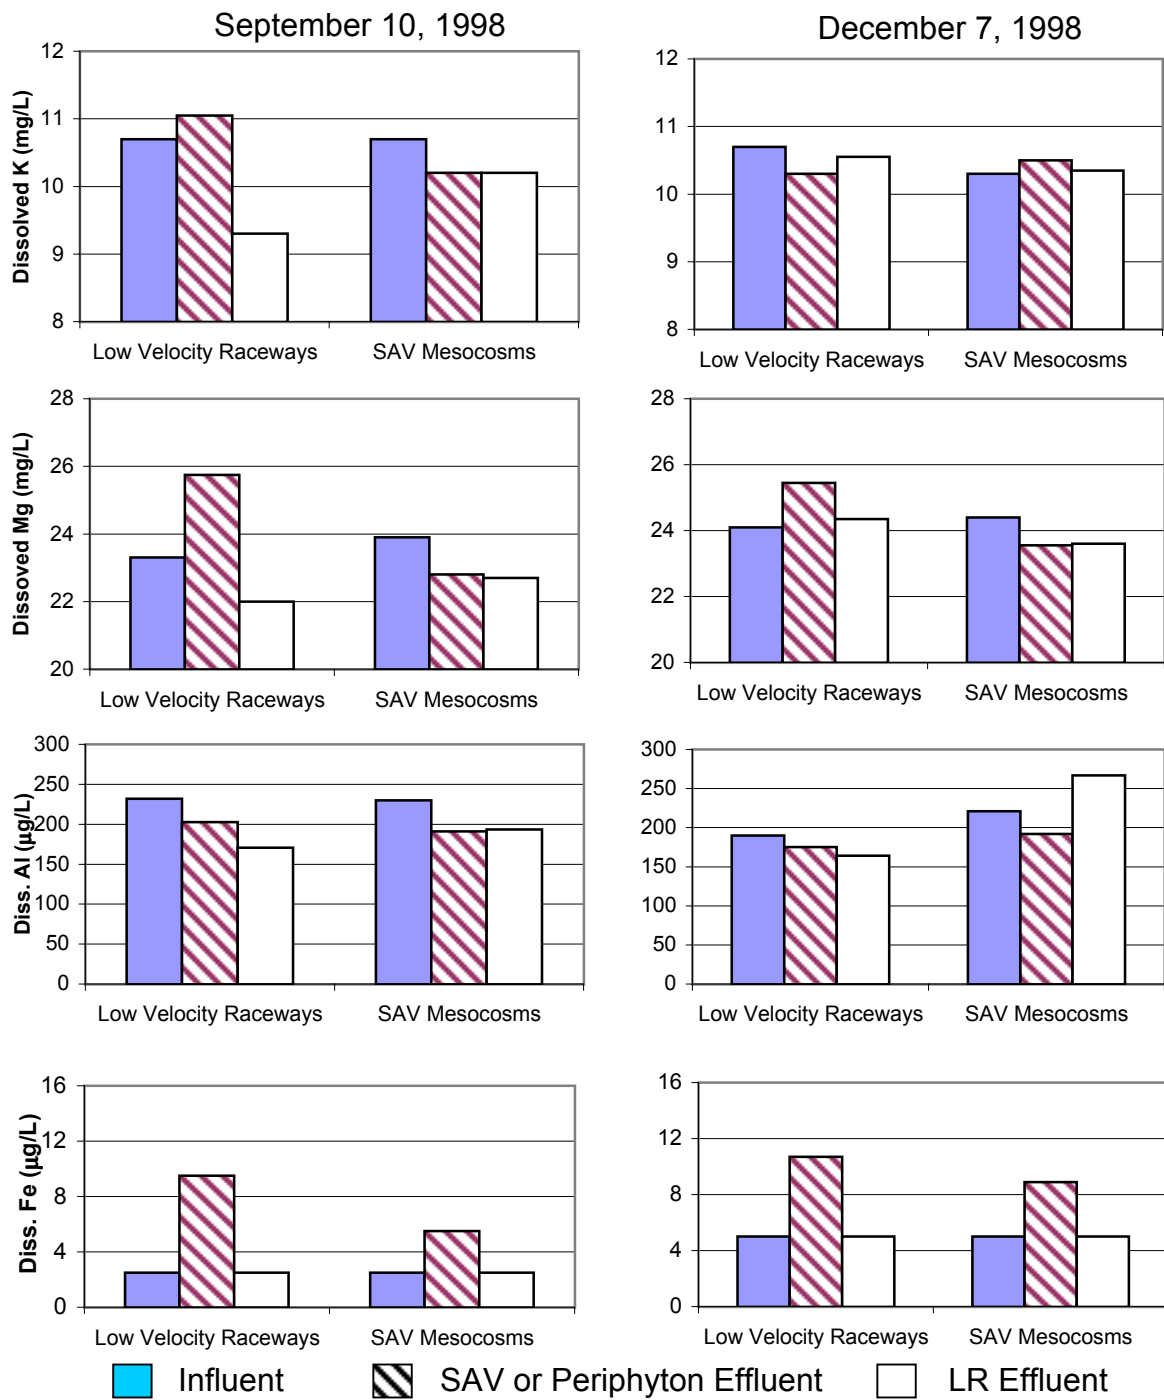 September 10, 1998
December 7, 1998
Dissolved K (mg/L)
12
11
10
9
8
Low Velocity Raceways
SAV Mesocosms
12
11
10
9
8
Low Velocity Raceways
SAV Mesocosms
Dissoved Mg (mg/L)
28
26
24
22
20
Low Velocity Raceways
SAV Mesocosms
28
26
24
22
20
Low Velocity Raceways
SAV Mesocosms
Diss. Al (µg/L)
300
250
200
150
100
50
0
Low Velocity Raceways
SAV Mesocosms
300
250
200
150
100
50
0
Low Velocity Raceways
SAV Mesocosms
Diss. Fe (µg/L)
16
12
8
4
0
Low Velocity Raceways
SAV Mesocosms
16
12
8
4
0
Low Velocity Raceways
SAV Mesocosms
Influent
SAV or Periphyton Effluent
LR Effluent